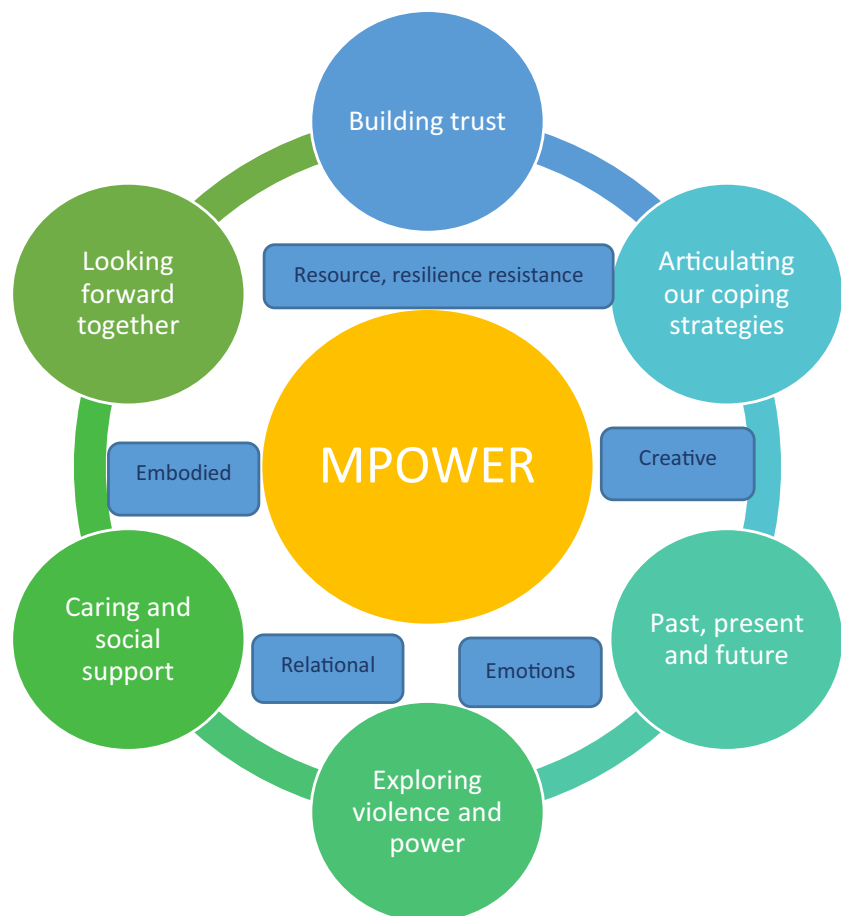 Building trust
Looking
forward
together
Resource, resilience resistance
Articulating
our coping
strategies
MPOWER
Embodied
Creative
Caring and
social
support
Relational
Emotions
Past, present
and future
Exploring
violence and
power